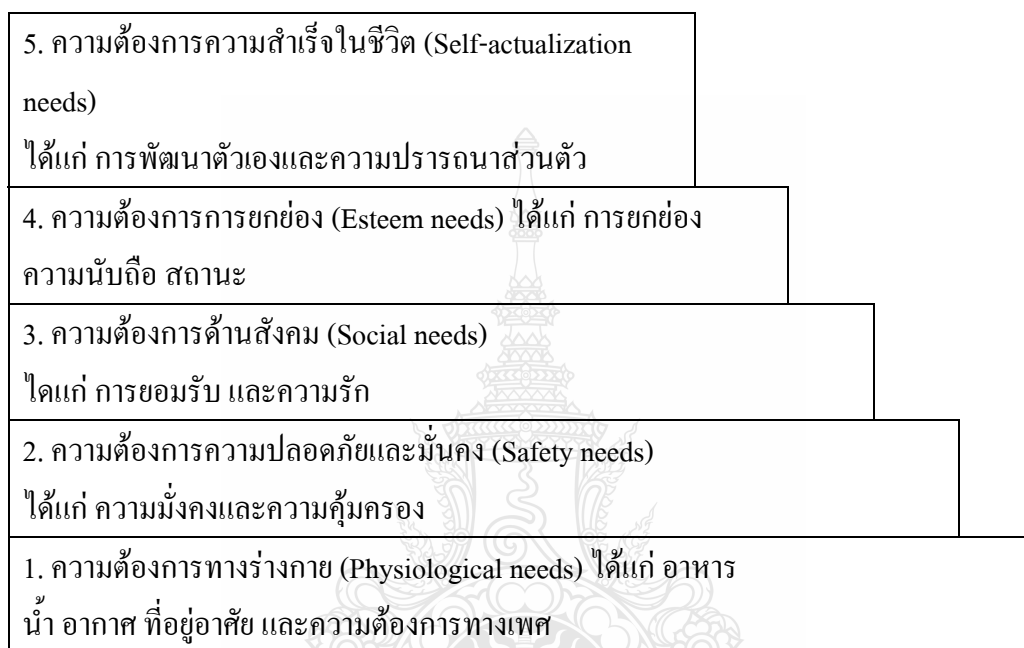 5. ความต้องการความสำเร็จในชีวิต (Self-actualization
needs)
ได้แก่ การพัฒนาตัวเองและความปรารถนาส่วนตัว
4. ความต้องการการยกย่อง (Esteem needs) ได้แก่ การยกย่อง
ความนับถือ สถานะ
3. ความต้องการด้านสังคม (Social needs)
ไดแก่ การยอมรับ และความรัก
2. ความต้องการความปลอดภัยและมั่นคง (Safety needs)
ได้แก่ ความมั่งคงและความคุ้มครอง
1. ความต้องการทางร่างกาย (Physiological needs) ได้แก่ อาหาร
น้ำ อากาศ ที่อยู่อาศัย และความต้องการทางเพศ